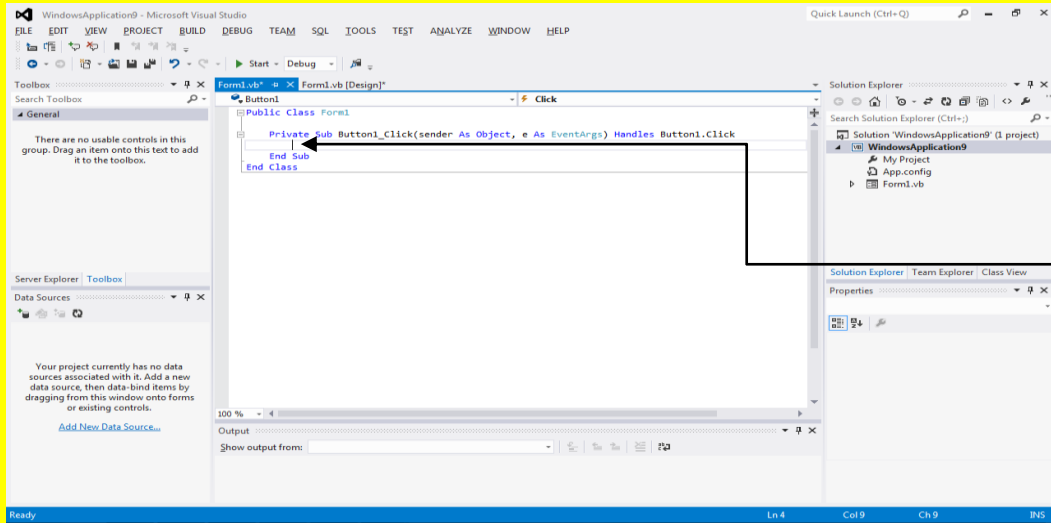 WindowsApplication9 - Microsoft Visual Studio
Quick Launch (Ctrl+Q)
FILE EDIT VIEW PROJECT BUILD DEBUG TEAM SQL TOOLS TEST ANALYZE WINDOW HELP
Start Debug
Toolbox
Search Toolbox
General
There are no usable controls in this
group. Drag an item onto this text to add
it to the toolbox.
Server Explorer Toolbox
Data Sources
Your project currently has no data
sources associated with it. Add a new
data source, then data-bind items by
dragging from this window onto forms
or existing controls.
Add New Data Source...
Form1.vb* Form1.vb [Design]*
Button1 Click
Public Class Form1
Private Sub Button1_Click(sender As Object, e As EventArgs) Handles Button1.Click
End Sub
End Class
100 %
Output
Show output from:
Solution Explorer
Search Solution Explorer (Ctrl+;)
Solution 'WindowsApplication9' (1 project)
VB WindowsApplication9
My Project
App.config
Form1.vb
Solution Explorer Team Explorer Class View
Properties
Ready Ln 4 Col 9 Ch 9 INS